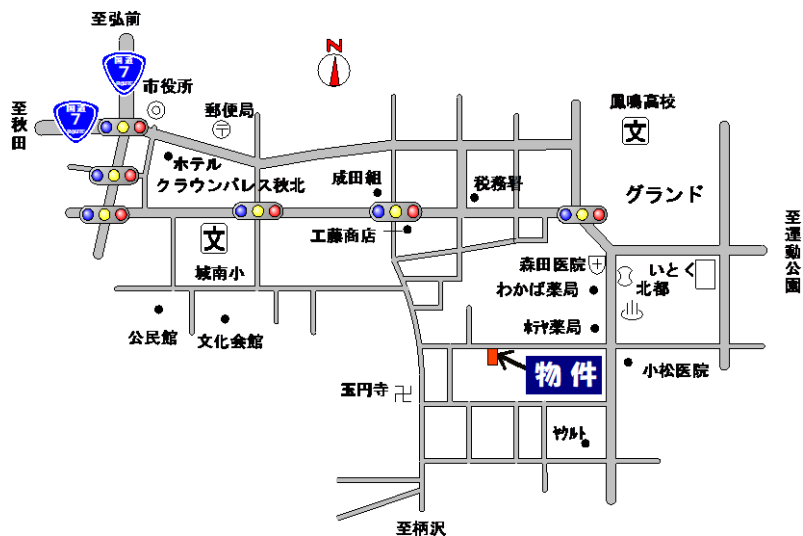 至弘前
国道
7
国道
7
至秋田
市役所
〒
郵便局
N
鳳鳴高校
文
ホテル
クラウンパレス秋北
成田組
税務署
グランド
至運動公園
文
城南小
工藤商店
森田医院
わかば薬局
いとく
北都
ホテヤ薬局
公民館
文化会館
物件
小松医院
玉円寺
卍
ヤクルト
至柄沢